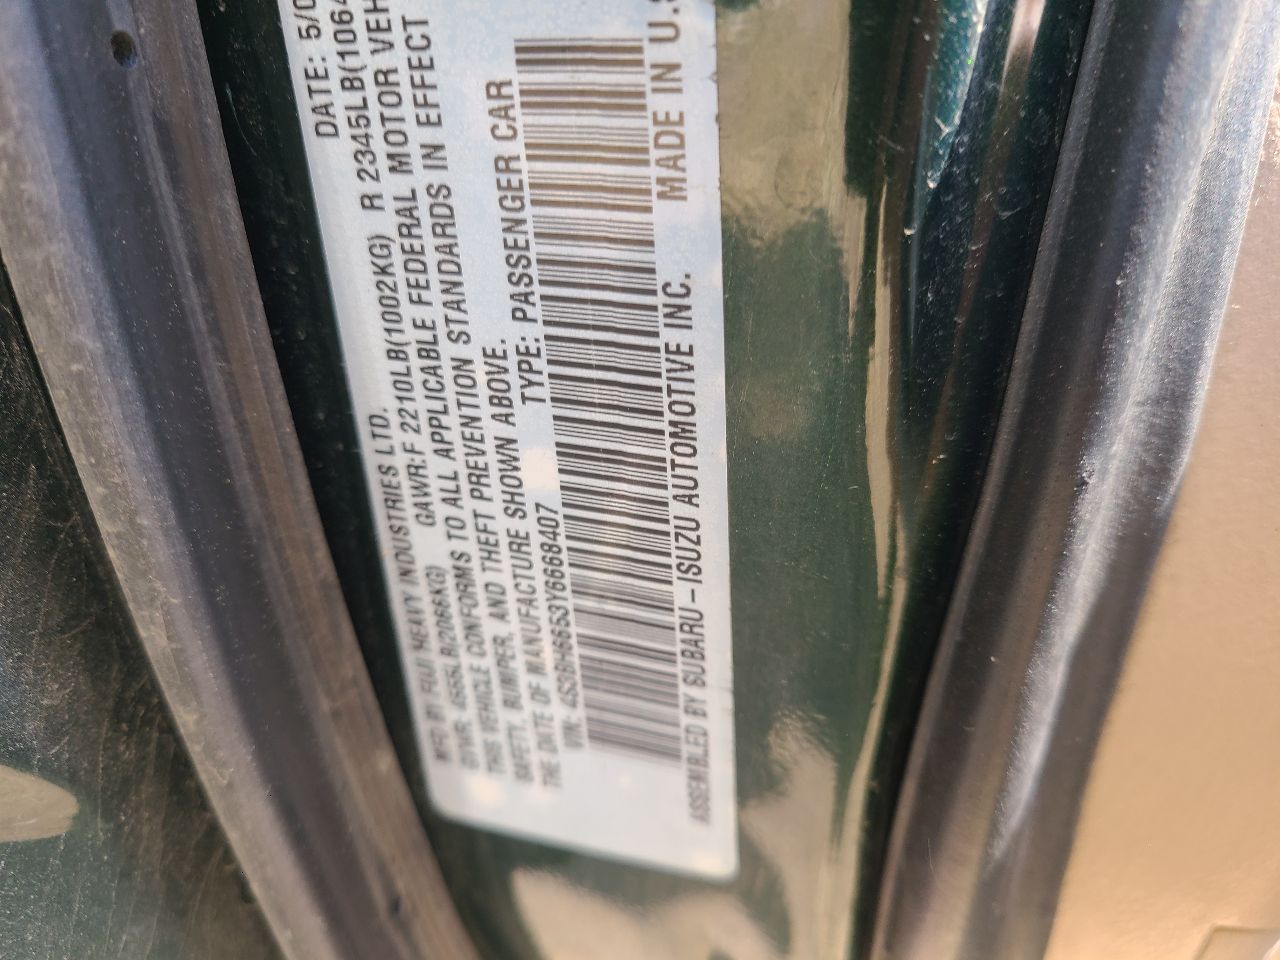 MFD BY FUJI HEAVY INDUSTRIES LTD. DATE: 5/0
GVWR: 4555LB(2066KG) GAWR:F 2210LB(1002KG) R 2345LB(1064
THIS VEHICLE CONFORMS TO ALL APPLICABLE FEDERAL MOTOR VEH
SAFETY, BUMPER, AND THEFT PREVENTION STANDARDS IN EFFECT
THE DATE OF MANUFACTURE SHOWN ABOVE.
VIN: 4S3BH6653Y6668407 TYPE: PASSENGER CAR
ASSEMBLED BY SUBARU-ISUZU AUTOMOTIVE INC. MADE IN U.S